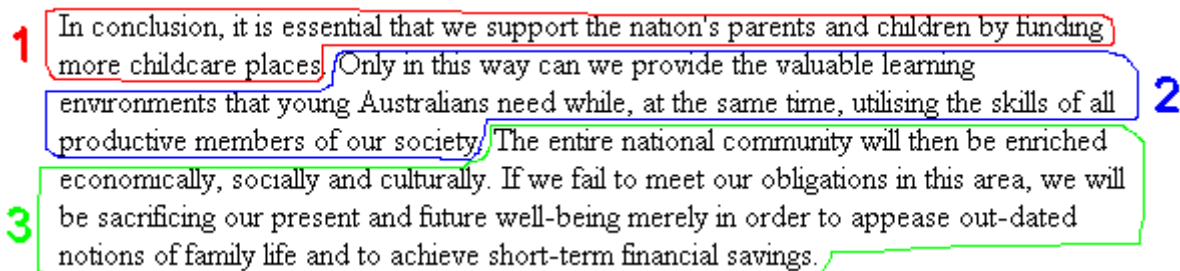 1 In conclusion, it is essential that we support the nation's parents and children by funding
more childcare places. Only in this way can we provide the valuable learning
environments that young Australians need while, at the same time, utilising the skills of all 2
productive members of our society. The entire national community will then be enriched
economically, socially and culturally. If we fail to meet our obligations in this area, we will
3 be sacrificing our present and future well-being merely in order to appease out-dated
notions of family life and to achieve short-term financial savings.